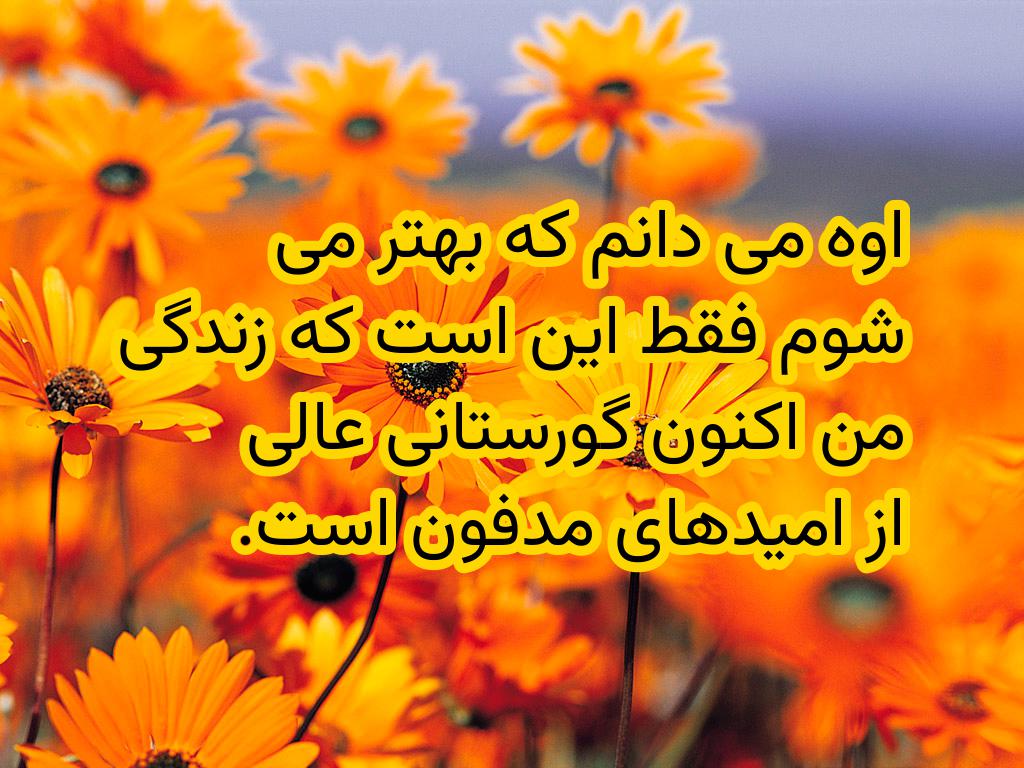 اوه می دانم که بهتر می
شوم فقط این است که زندگی
من اکنون گورستانی عالی
از امیدهای مدفون است.